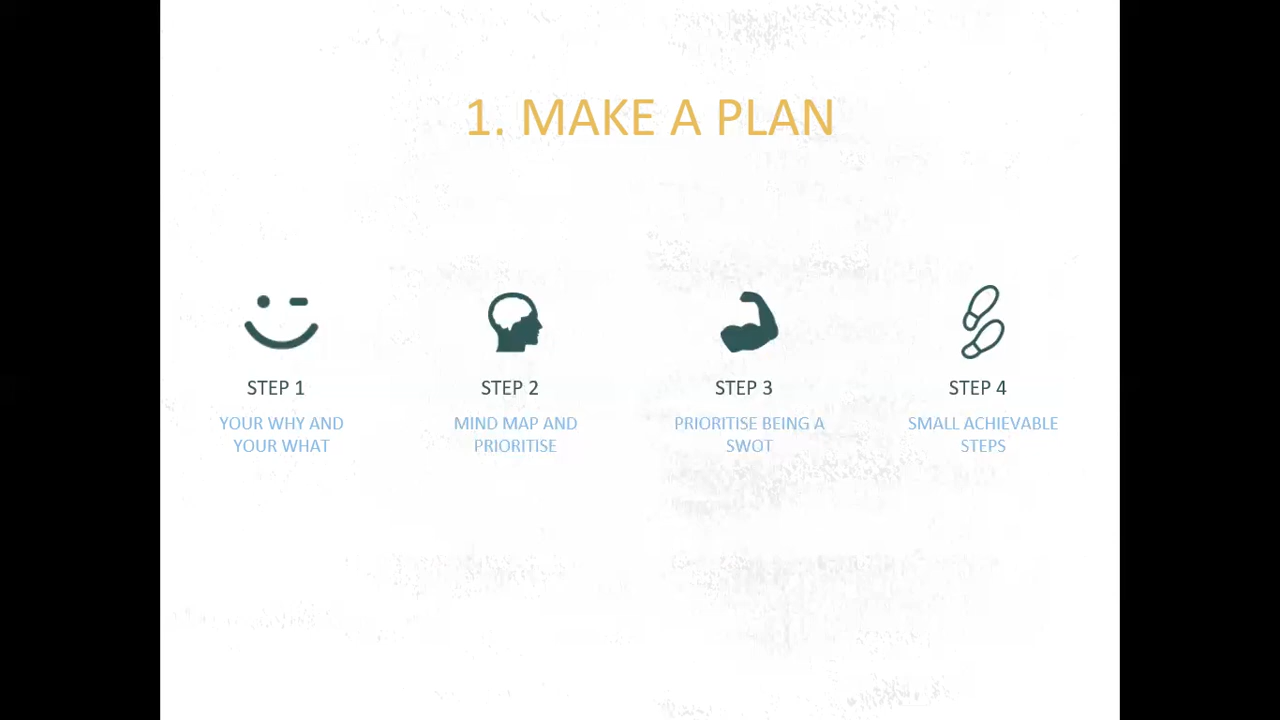 1. MAKE A PLAN
STEP 1
YOUR WHY AND
YOUR WHAT
STEP 2
MIND MAP AND
PRIORITISE
STEP 3
PRIORITISE BEING A
SWOT
STEP 4
SMALL ACHIEVABLE
STEPS